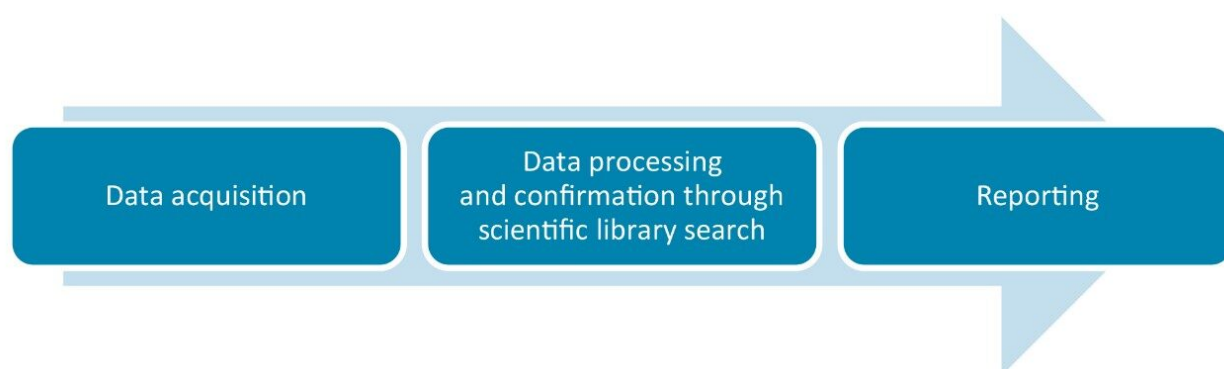 Data acquisition
Data processing
and confirmation through
scientific library search
Reporting